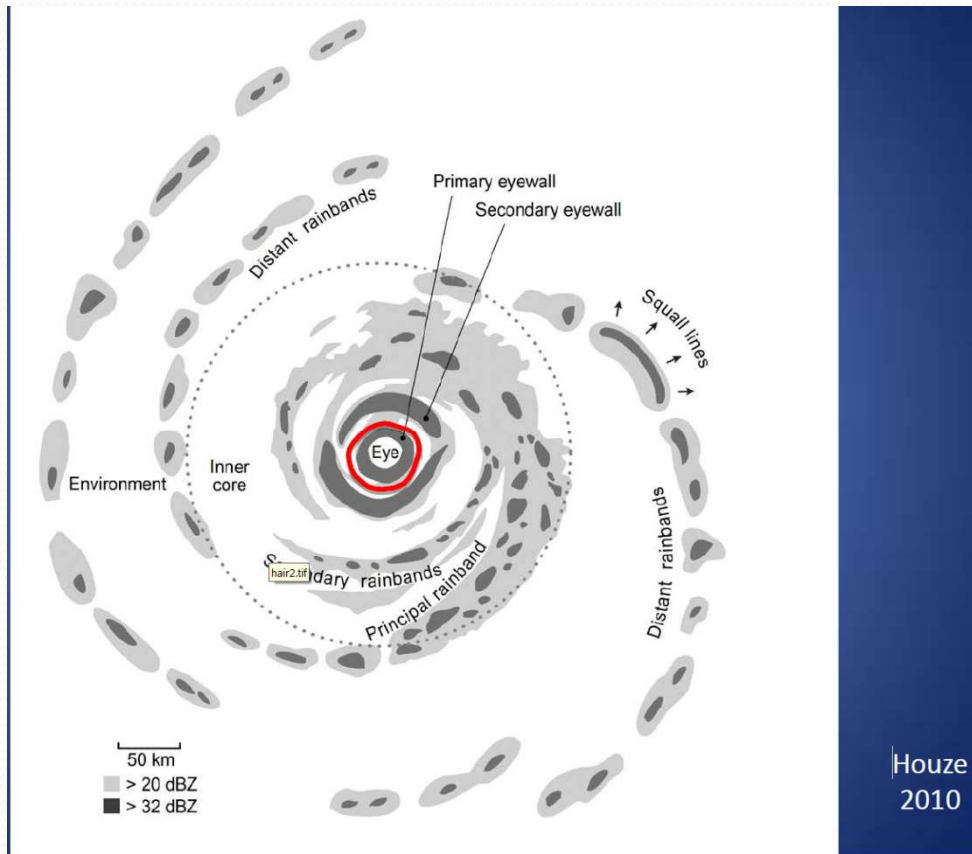 Primary eyewall
Secondary eyewall
Distant rainbands
Squall lines
Eye
Inner
core
Environment
hair2.tif
ndary rainbands
Principal rainband
Distant rainbands
50 km
> 20 dBZ
> 32 dBZ
Houze
2010